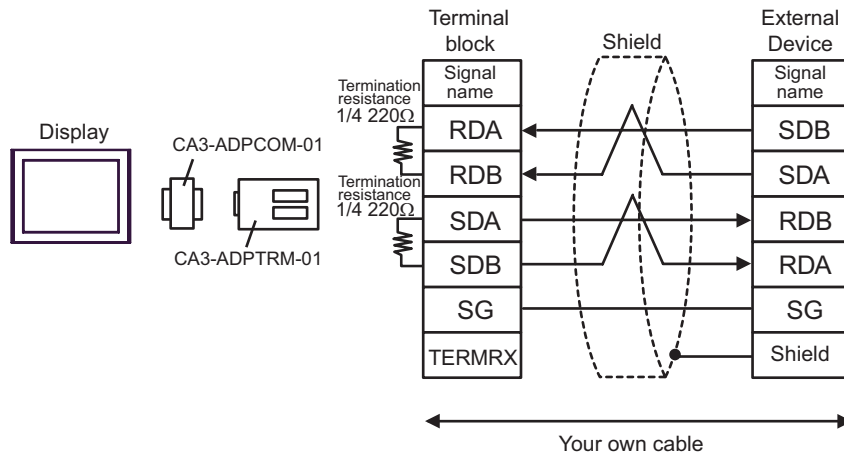 Display
CA3-ADPCOM-01
CA3-ADPTRM-01
Termination
resistance
1/4 220Ω
Termination
resistance
1/4 220Ω
Terminal
block
Signal
name
RDA
RDB
SDA
SDB
SG
TERMRX
Shield
External
Device
Signal
name
SDB
SDA
RDB
RDA
SG
Shield
Your own cable